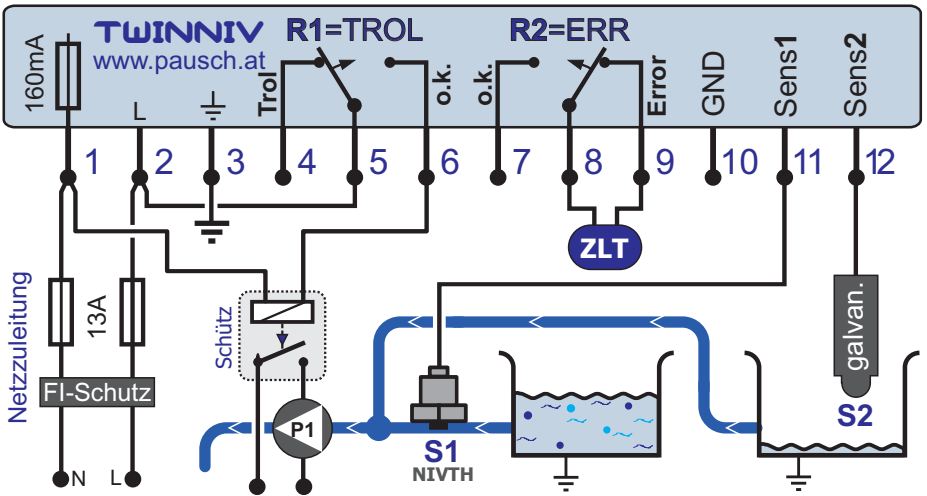 TWINNIV
www.pausch.at
R1=TROL
R2=ERR
160mA
L
Trol
o.k.
o.k.
Error
GND
Sens1
Sens2
1 2 3 4 5 6 7 8 9 10 11 12
ZLT
Netzzuleitung
13A
Schütz
galvan.
FI-Schutz
P1
S1
NIVTH
S2
N
L